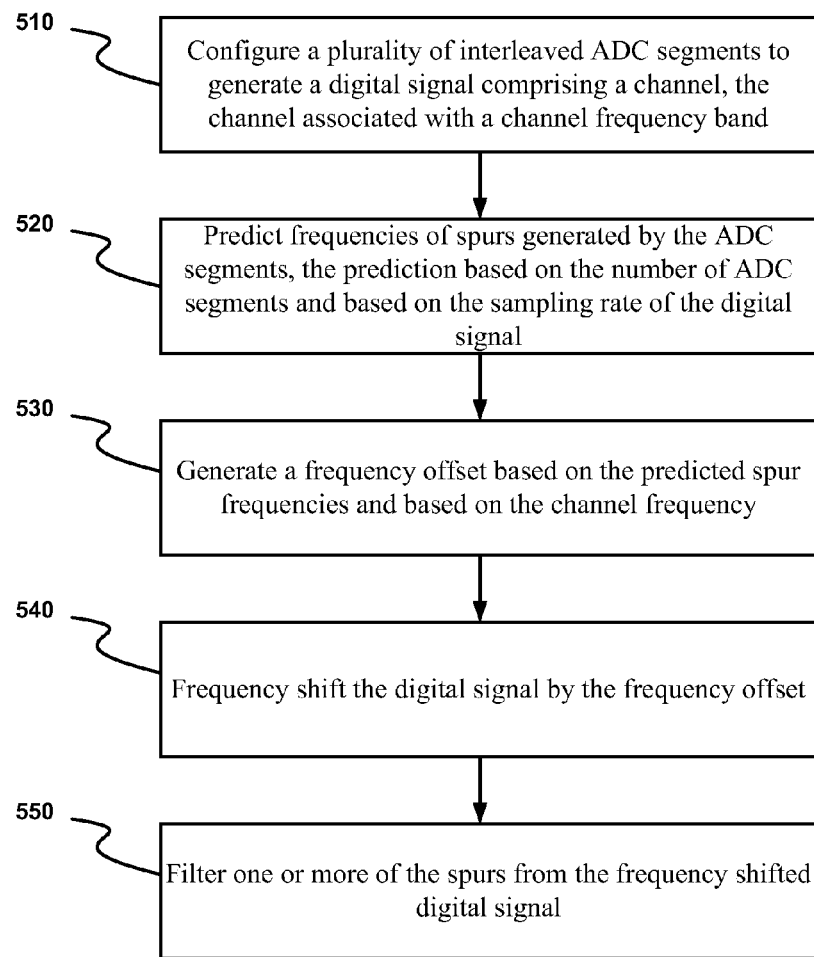 510
Configure a plurality of interleaved ADC segments to
generate a digital signal comprising a channel, the
channel associated with a channel frequency band
520
Predict frequencies of spurs generated by the ADC
segments, the prediction based on the number of ADC
segments and based on the sampling rate of the digital
signal
530
Generate a frequency offset based on the predicted spur
frequencies and based on the channel frequency
540
Frequency shift the digital signal by the frequency offset
550
Filter one or more of the spurs from the frequency shifted
digital signal